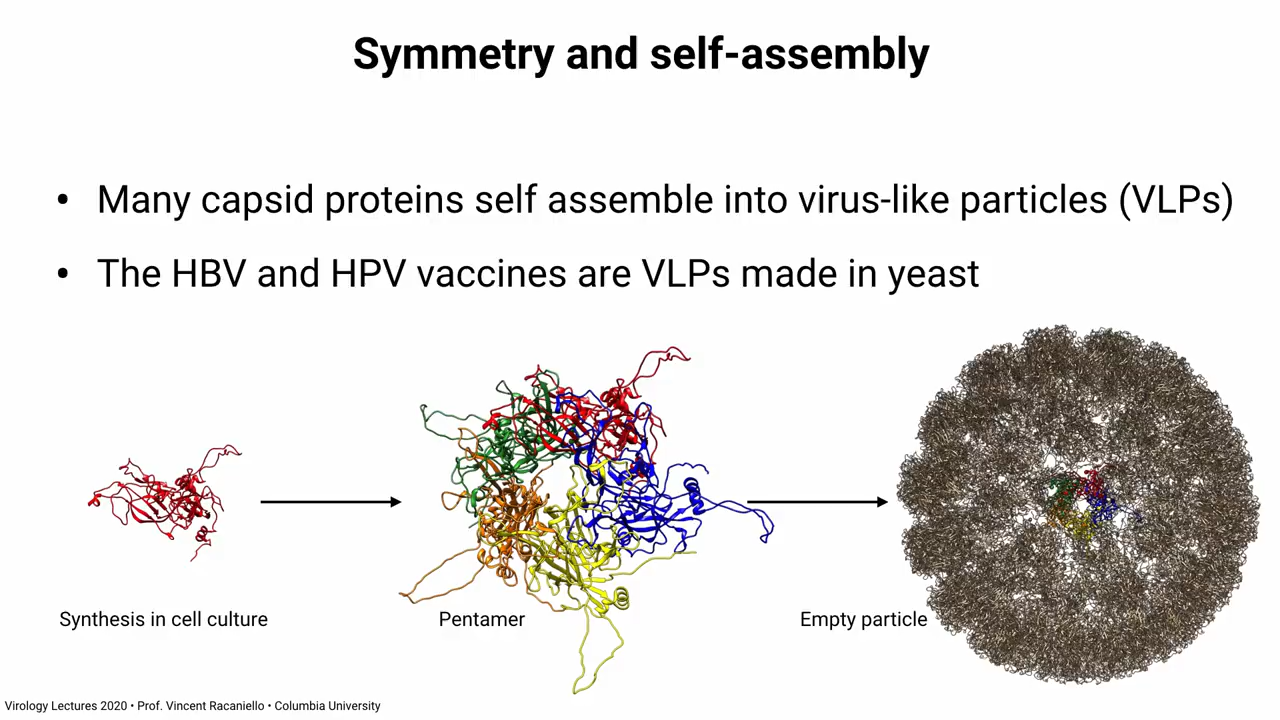 Symmetry and self-assembly
• Many capsid proteins self assemble into virus-like particles (VLPs)
• The HBV and HPV vaccines are VLPs made in yeast
Synthesis in cell culture
Pentamer
Empty particle
Virology Lectures 2020 • Prof. Vincent Racaniello • Columbia University